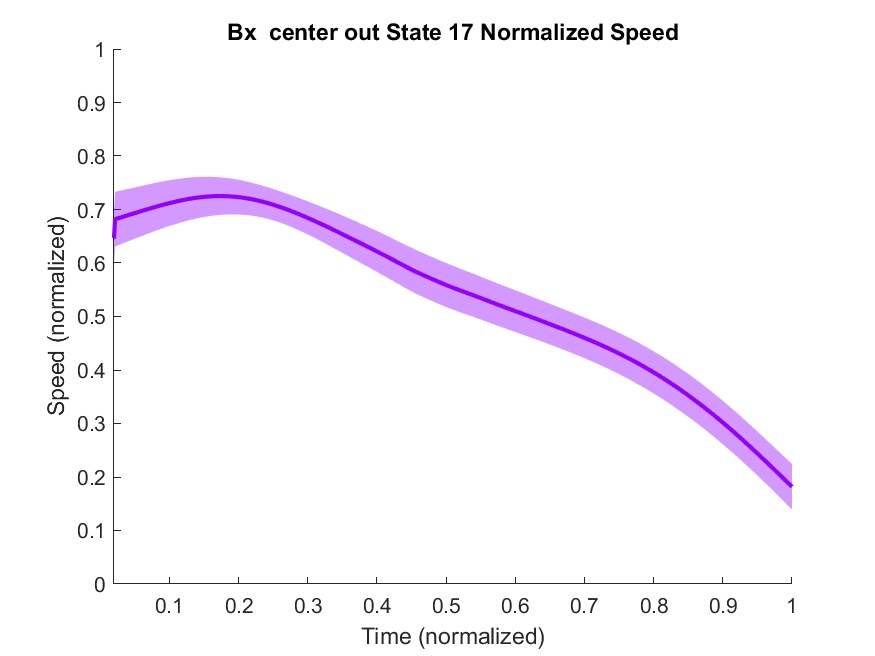 Bx  center out State 17 Normalized Speed
1
0.9
0.8
0.7
0.6
0.5
0.4
0.3
0.2
0.1
0
Speed (normalized)
0.1 0.2 0.3 0.4 0.5 0.6 0.7 0.8 0.9 1
Time (normalized)